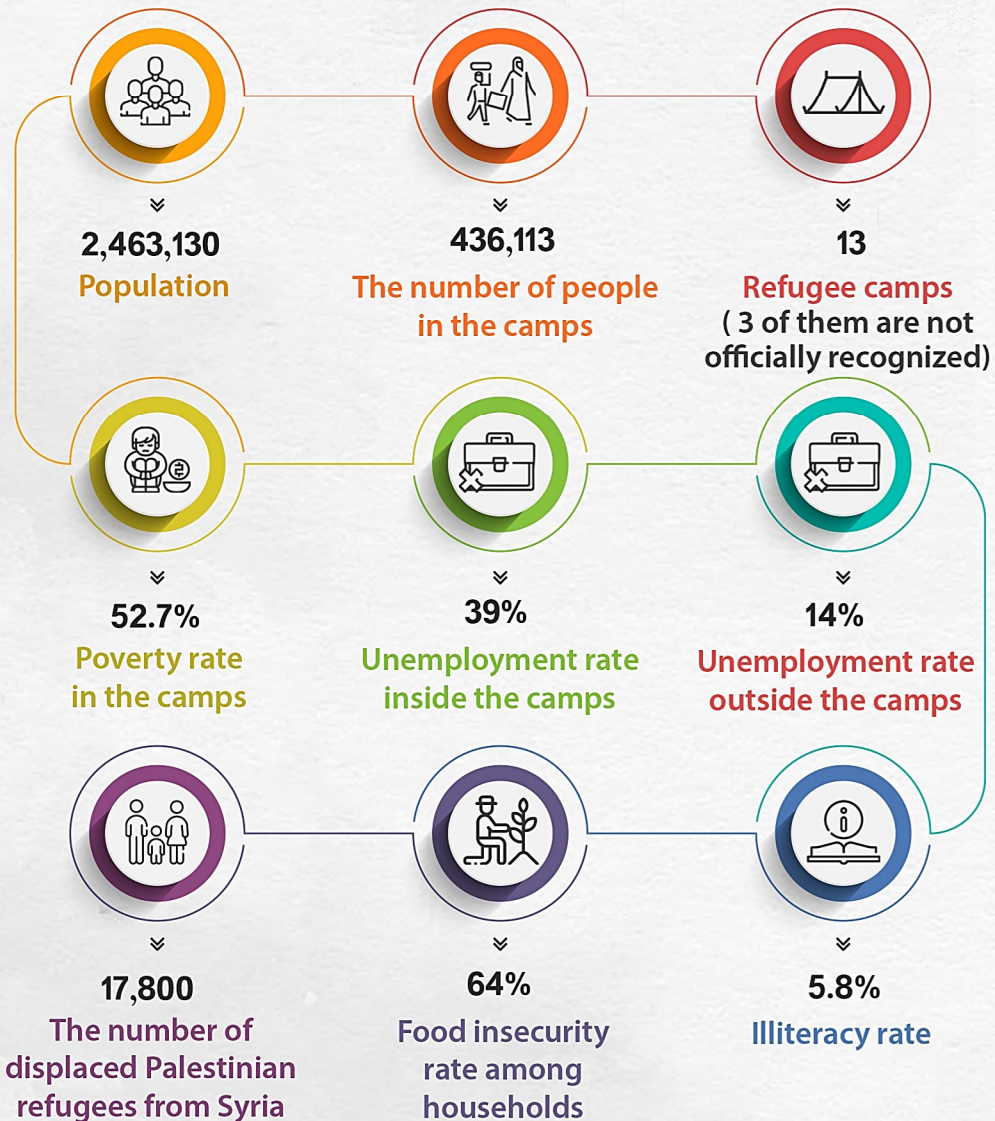 2,463,130
Population
436,113
The number of people
in the camps
13
Refugee camps
( 3 of them are not
officially recognized)
52.7%
Poverty rate
in the camps
39%
Unemployment rate
inside the camps
14%
Unemployment rate
outside the camps
17,800
The number of
displaced Palestinian
refugees from Syria
64%
Food insecurity
rate among
households
5.8%
Illiteracy rate